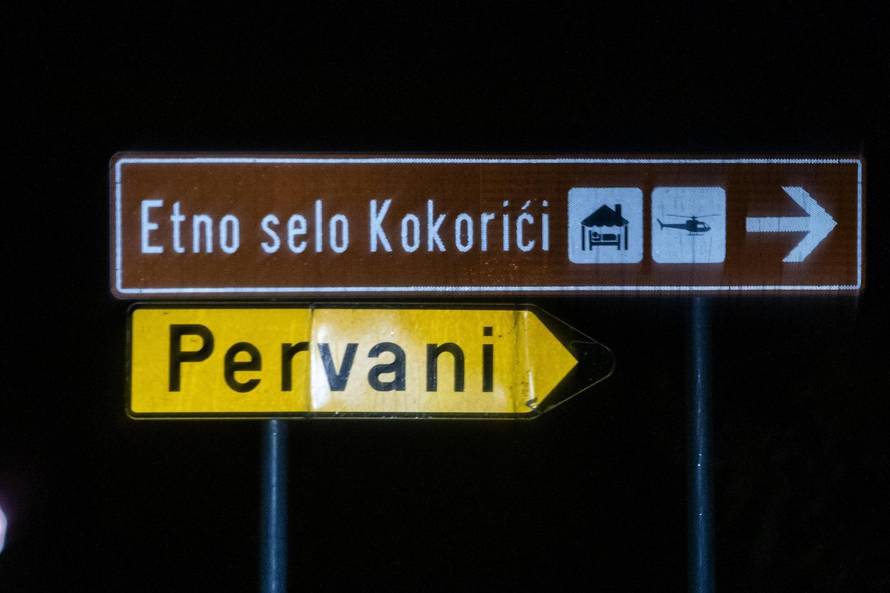 Etno selo Kokorići
Pervani